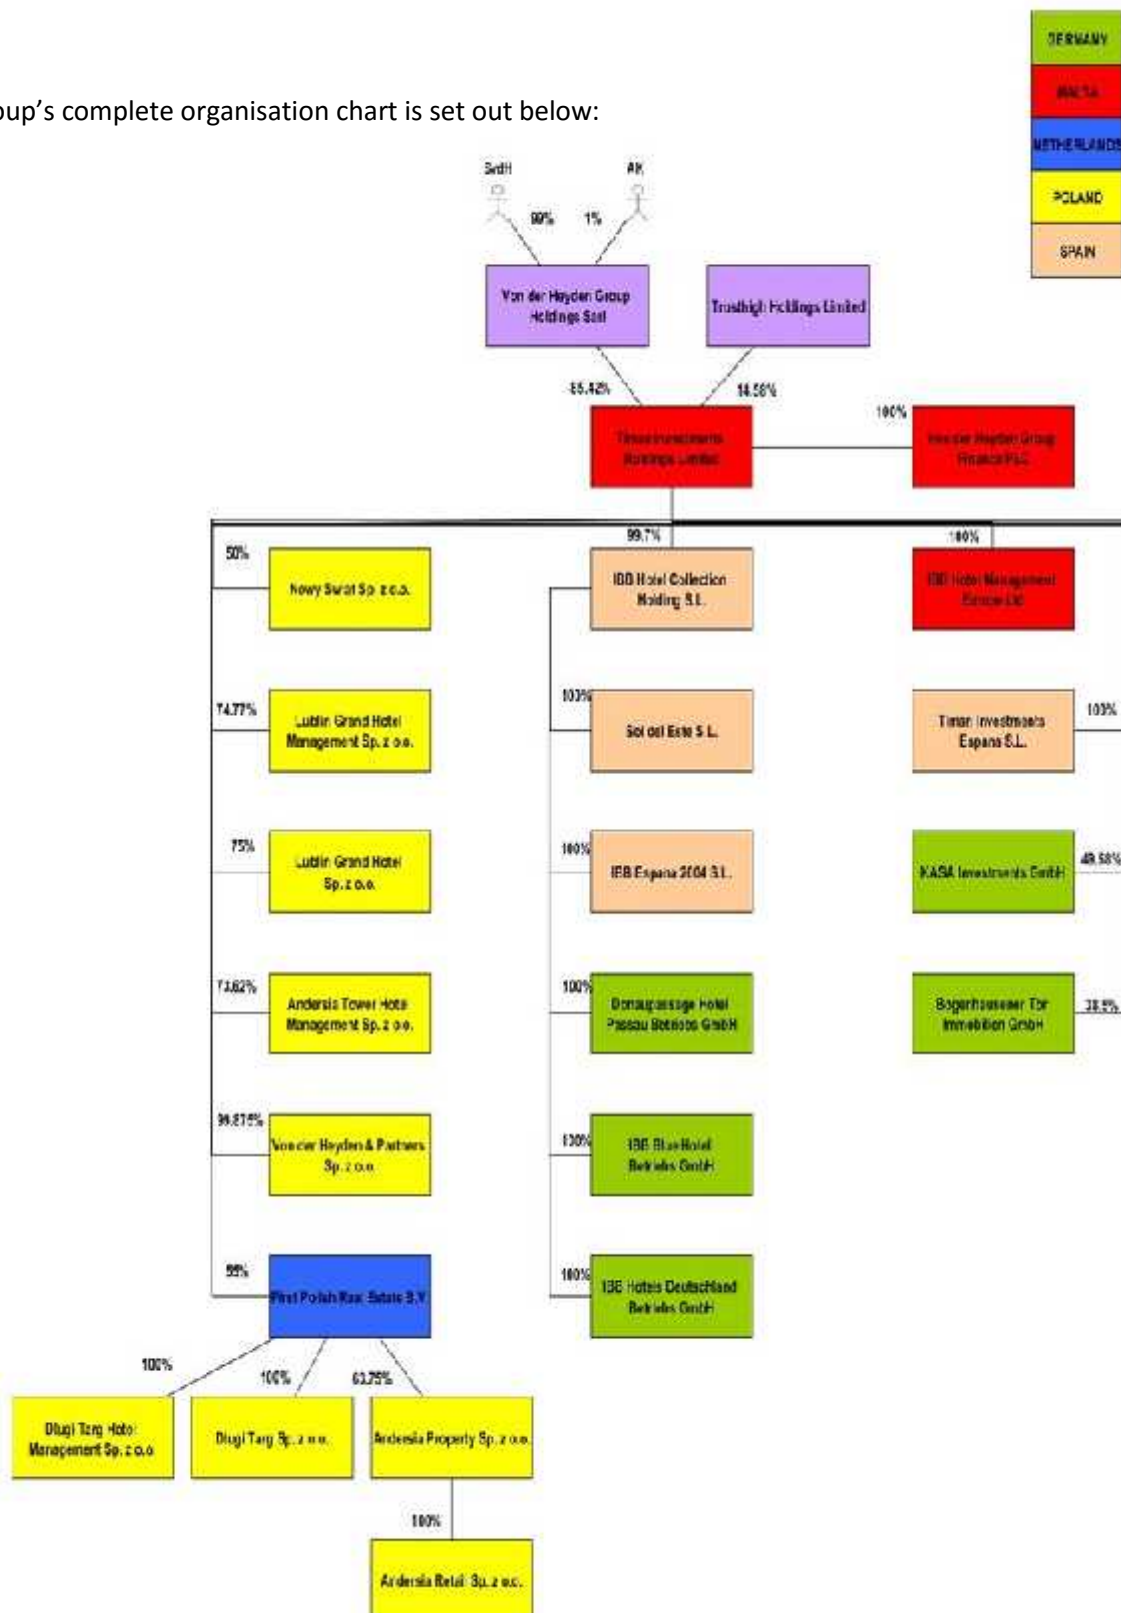 GERMANY
MALTA
NETHERLANDS
POLAND
SPAIN
oup's complete organisation chart is set out below:
SvdH
AK
99%
1%
Von der Heyden Group
Holdings Sarl
Trusthigh Holdings Limited
85.42%
14.58%
100%
Timan Investments
Holdings Limited
Von der Heyden Group
Finance PLC
50%
99.7%
100%
Nowy Swiat Sp. z o.o.
IBB Hotel Collection
Holding S.L.
IBB Hotel Management
Europe Ltd
74.77%
100%
100%
Lublin Grand Hotel
Management Sp. z o.o.
Sol del Este S.L.
Timan Investments
Espana S.L.
75%
100%
49.58%
Lublin Grand Hotel
Sp. z o.o.
IBB Espana 2004 S.L.
KASA Investments GmbH
73.62%
100%
38.5%
Andersia Tower Hotel
Management Sp. z o.o.
Donaupassage Hotel
Passau Betriebs GmbH
Bogenhausener Tor
Immobilien GmbH
99.875%
100%
Von der Heyden & Partners
Sp. z o.o.
IBB Blue Hotel
Betriebs GmbH
55%
100%
First Polish Real Estate B.V.
IBB Hotels Deutschland
Betriebs GmbH
100%
100%
63.75%
Dlugi Targ Hotel
Management Sp. z o.o.
Dlugi Targ Sp. z o.o.
Andersia Property Sp. z o.o.
100%
Andersia Retail Sp. z o.o.